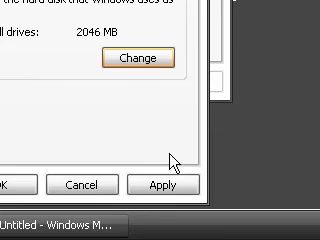 the hard disk that Windows uses as
ll drives: 2046 MB
Change
OK Cancel Apply
Untitled - Windows M...